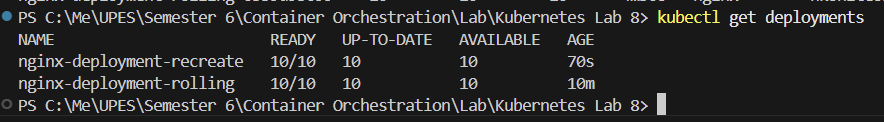 PS C:\Me\UPES\Semester 6\Container Orchestration\Lab\Kubernetes Lab 8> kubectl get deployments
NAME                        READY   UP-TO-DATE   AVAILABLE   AGE
nginx-deployment-recreate   10/10   10           10          70s
nginx-deployment-rolling    10/10   10           10          10m
PS C:\Me\UPES\Semester 6\Container Orchestration\Lab\Kubernetes Lab 8>